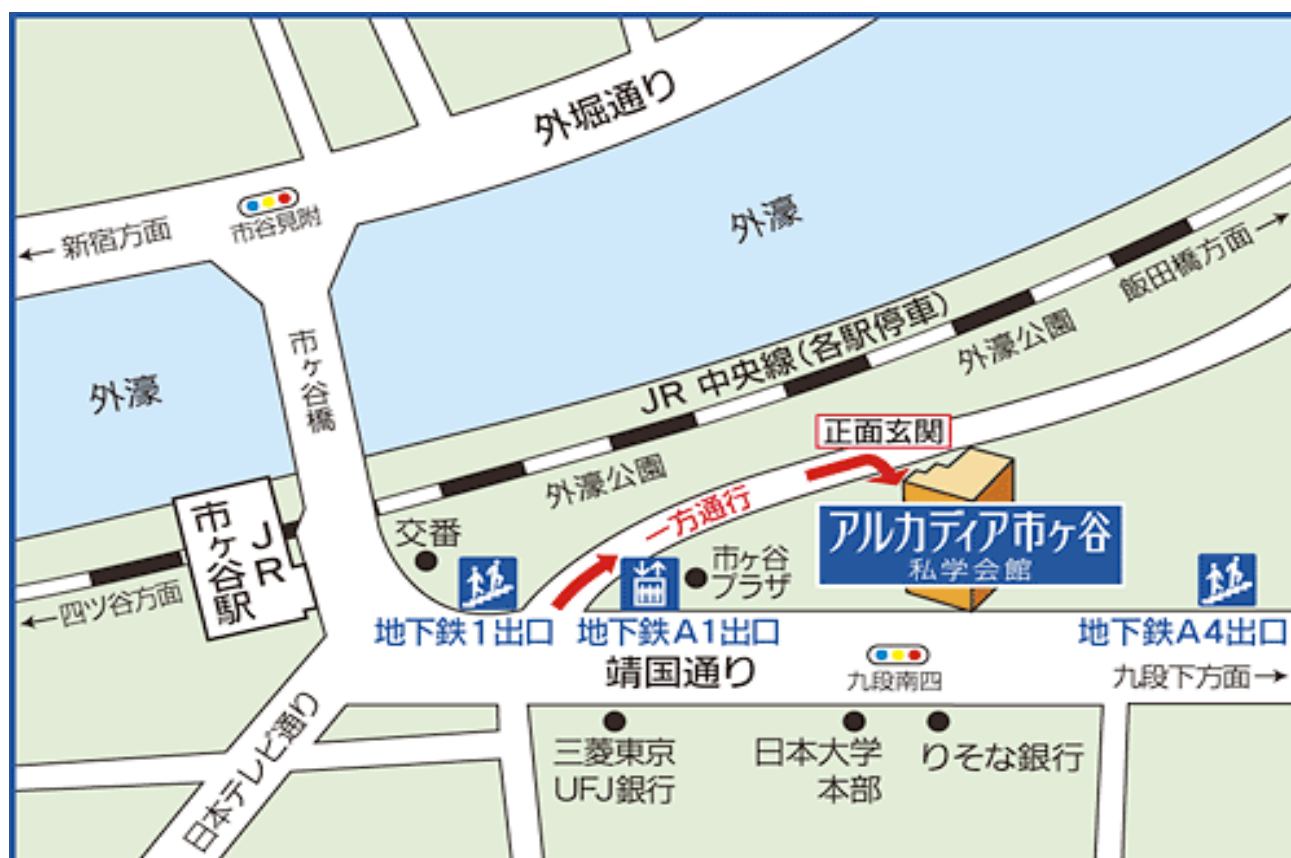 外堀通り
市谷見附
←新宿方面
外濠
外濠
市ヶ谷橋
JR 中央線(各駅停車)
飯田橋方面→
外濠公園
外濠公園
正面玄関
一方通行
JR
市ヶ谷駅
←四ツ谷方面
交番
市ヶ谷
プラザ
アルカディア市ヶ谷
私学会館
地下鉄1出口
地下鉄A1出口
地下鉄A4出口
靖国通り
九段南四
九段下方面→
日本テレビ通り
三菱東京
UFJ銀行
日本大学
本部
りそな銀行